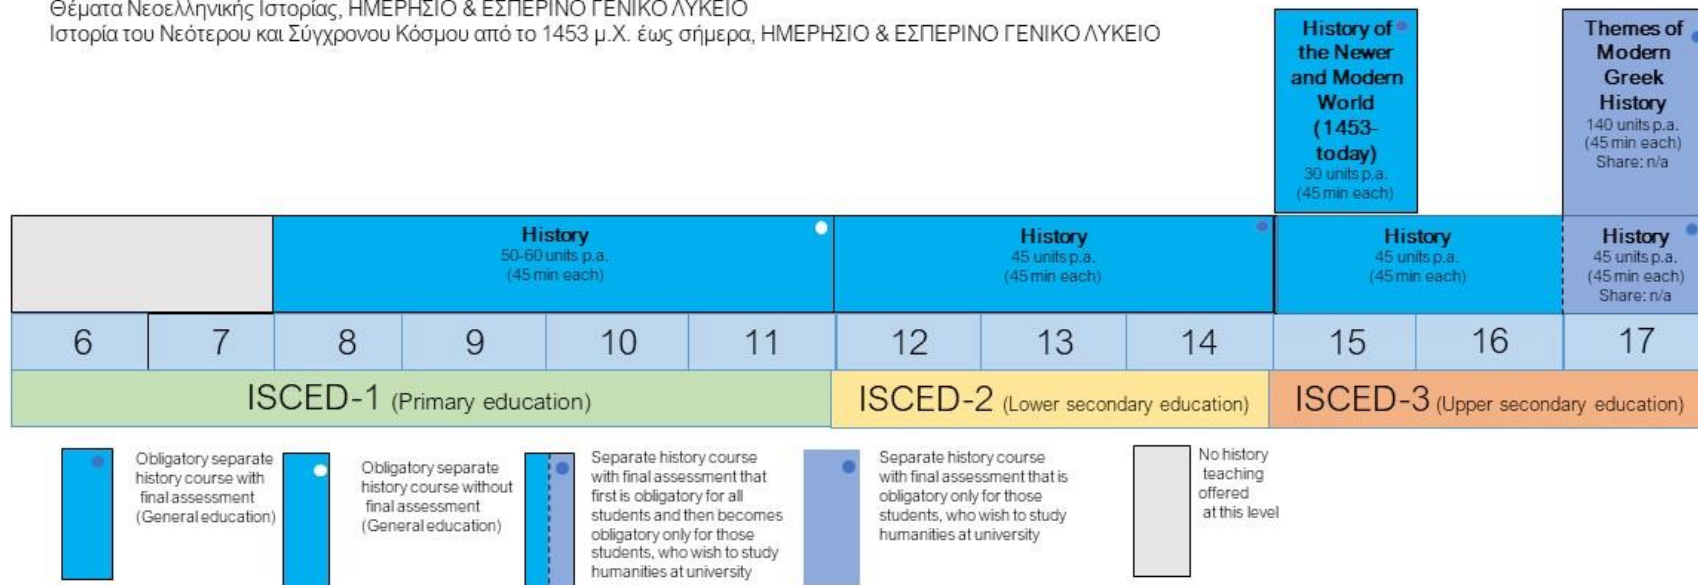 Θέματα Νεοελληνικής Ιστορίας, ΗΜΕΡΗΣΙΟ & ΕΣΠΕΡΙΝΟ ΓΕΝΙΚΟ ΛΥΚΕΙΟ
Ιστορία του Νεότερου και Σύγχρονου Κόσμου από το 1453 μ.Χ. έως σήμερα, ΗΜΕΡΗΣΙΟ & ΕΣΠΕΡΙΝΟ ΓΕΝΙΚΟ ΛΥΚΕΙΟ
History of
the Newer
and Modern
World
(1453-
today)
30 units p.a.
(45 min each)
Themes of
Modern
Greek
History
140 units p.a.
(45 min each)
Share: n/a
History
50-60 units p.a.
(45 min each)
History
45 units p.a.
(45 min each)
History
45 units p.a.
(45 min each)
History
45 units p.a.
(45 min each)
Share: n/a
6 7 8 9 10 11 12 13 14 15 16 17
ISCED-1 (Primary education) ISCED-2 (Lower secondary education) ISCED-3 (Upper secondary education)
Obligatory separate
history course with
final assessment
(General education)
Obligatory separate
history course without
final assessment
(General education)
Separate history course
with final assessment that
first is obligatory for all
students and then becomes
obligatory only for those
students, who wish to study
humanities at university
Separate history course
with final assessment that is
obligatory only for those
students, who wish to study
humanities at university
No history
teaching
offered
at this level